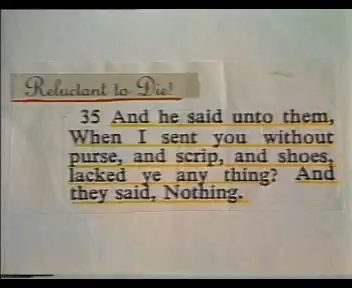 Reluctant to Die!
35 And he said unto them,
When I sent you without
purse, and scrip, and shoes,
lacked ye any thing? And
they said, Nothing.